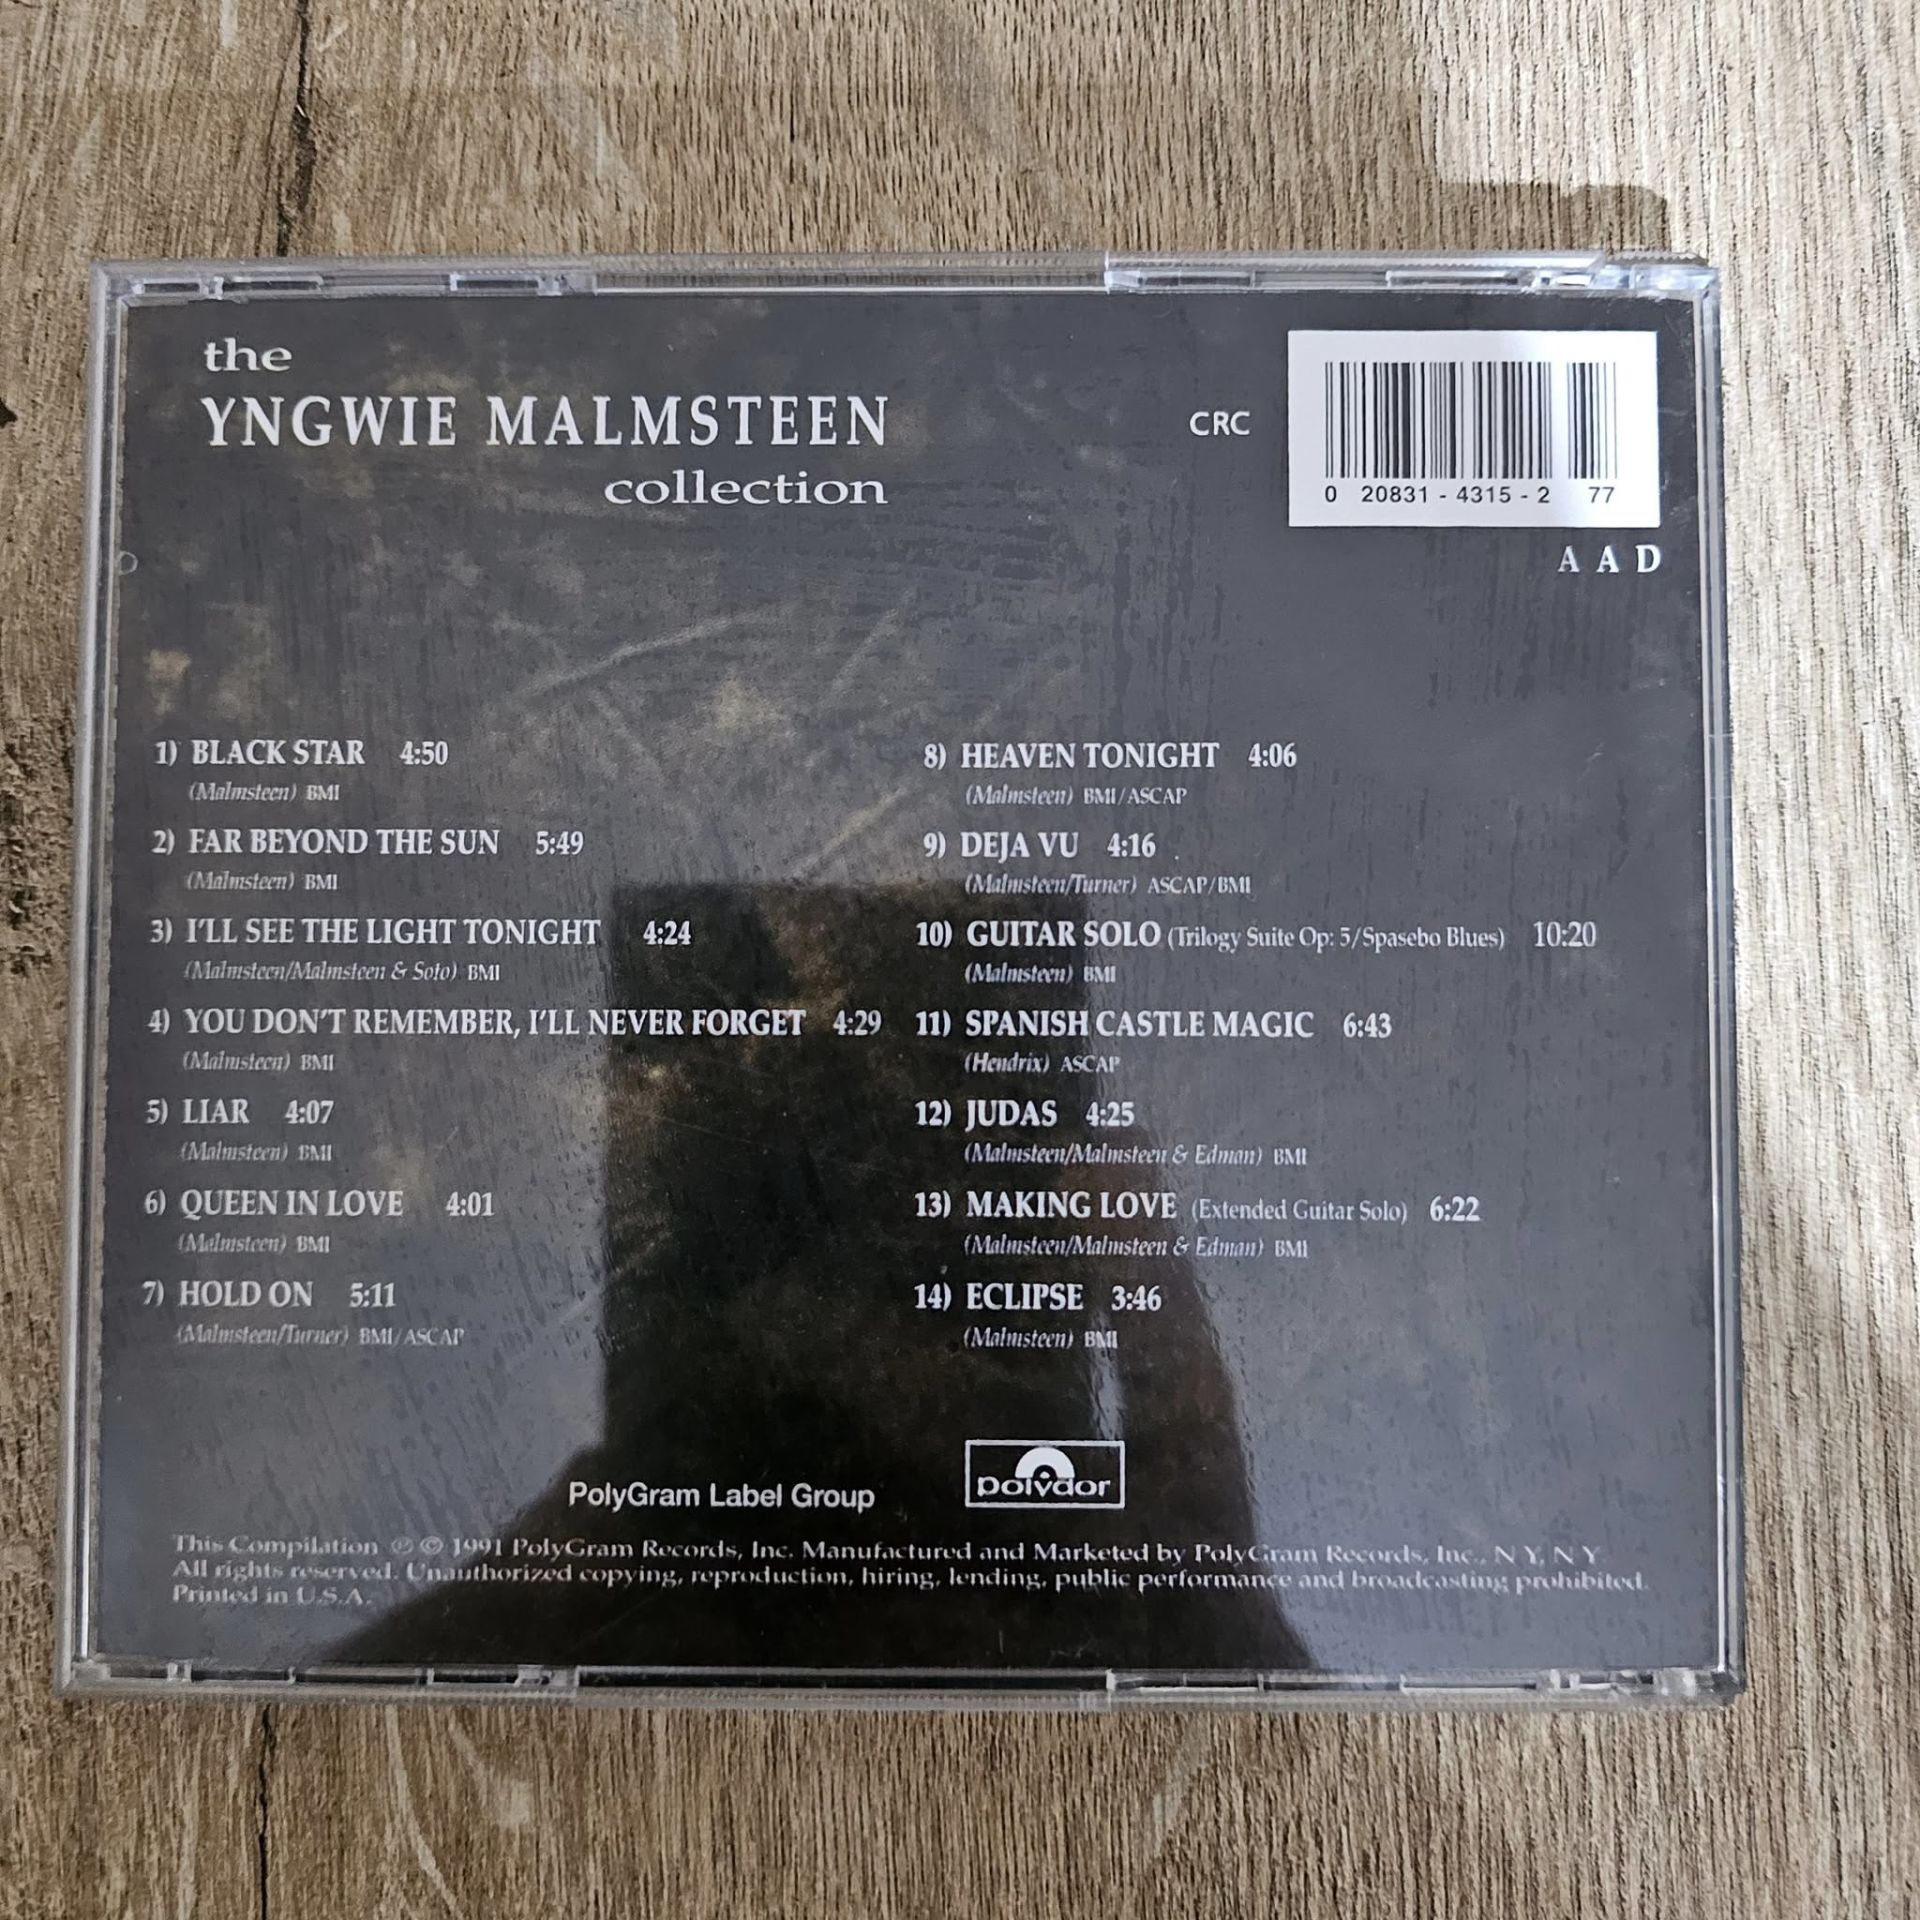 the
YNGWIE MALMSTEEN
collection
CRC
0 20831 - 4315 - 2 77
A A D
1) BLACK STAR 4:50
(Malmsteen) BMI
2) FAR BEYOND THE SUN 5:49
(Malmsteen) BMI
3) I'LL SEE THE LIGHT TONIGHT 4:24
(Malmsteen/Malmsteen & Soto) BMI
4) YOU DON'T REMEMBER, I'LL NEVER FORGET 4:29
(Malmsteen) BMI
5) LIAR 4:07
(Malmsteen) BMI
6) QUEEN IN LOVE 4:01
(Malmsteen) BMI
7) HOLD ON 5:11
(Malmsteen/Turner) BMI/ASCAP
8) HEAVEN TONIGHT 4:06
(Malmsteen) BMI/ASCAP
9) DEJA VU 4:16
(Malmsteen/Turner) ASCAP/BMI
10) GUITAR SOLO (Trilogy Suite Op: 5/Spasebo Blues) 10:20
(Malmsteen) BMI
11) SPANISH CASTLE MAGIC 6:43
(Hendrix) ASCAP
12) JUDAS 4:25
(Malmsteen/Malmsteen & Edman) BMI
13) MAKING LOVE (Extended Guitar Solo) 6:22
(Malmsteen/Malmsteen & Edman) BMI
14) ECLIPSE 3:46
(Malmsteen) BMI
PolyGram Label Group
polydor
This Compilation ℗ © 1991 PolyGram Records, Inc. Manufactured and Marketed by PolyGram Records, Inc., N Y, N Y
All rights reserved. Unauthorized copying, reproduction, hiring, lending, public performance and broadcasting prohibited.
Printed in U.S.A.